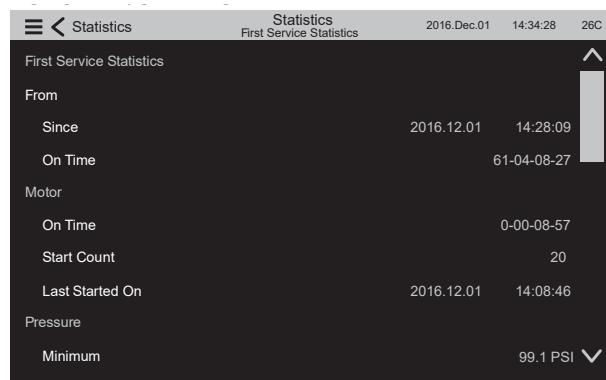 Statistics Statistics 2016.Dec.01 14:34:28 26C
First Service Statistics
First Service Statistics
From
Since 2016.12.01 14:28:09
On Time 61-04-08-27
Motor
On Time 0-00-08-57
Start Count 20
Last Started On 2016.12.01 14:08:46
Pressure
Minimum 99.1 PSI